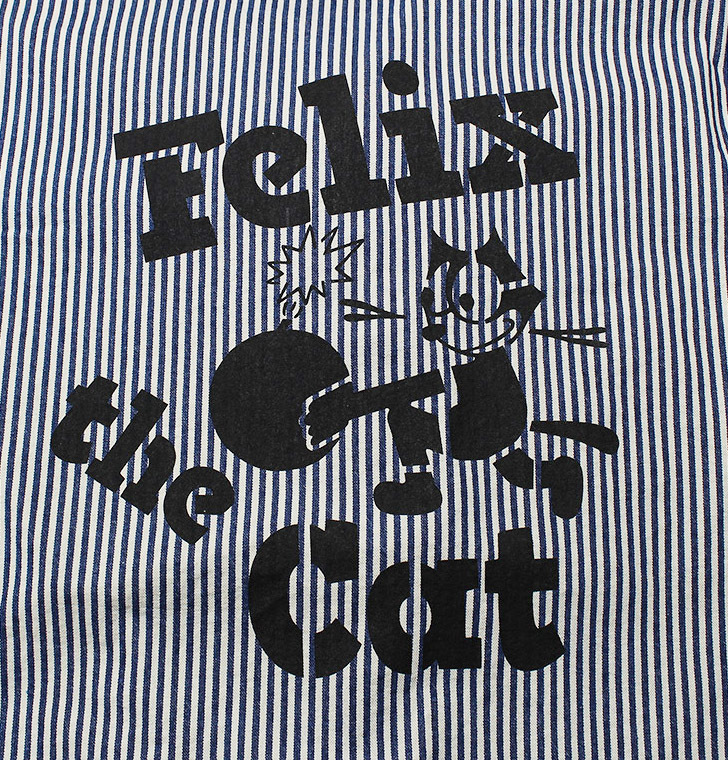 Felix
the
Cat